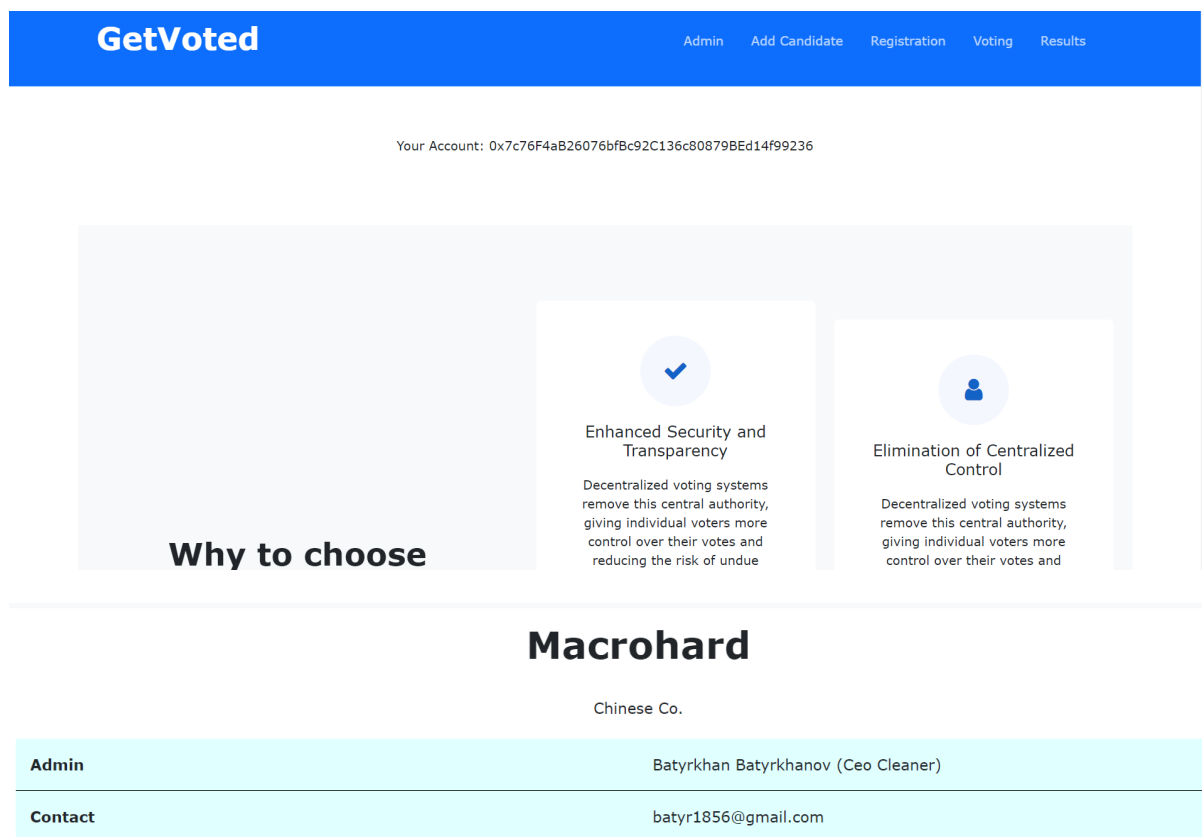 GetVoted
Admin Add Candidate Registration Voting Results
Your Account: 0x7c76F4aB26076bfBc92C136c80879BEd14f99236
Why to choose
Enhanced Security and
Transparency
Decentralized voting systems
remove this central authority,
giving individual voters more
control over their votes and
reducing the risk of undue
Elimination of Centralized
Control
Decentralized voting systems
remove this central authority,
giving individual voters more
control over their votes and
Macrohard
Chinese Co.
Admin Batyrkhan Batyrkhanov (Ceo Cleaner)
Contact batyr1856@gmail.com